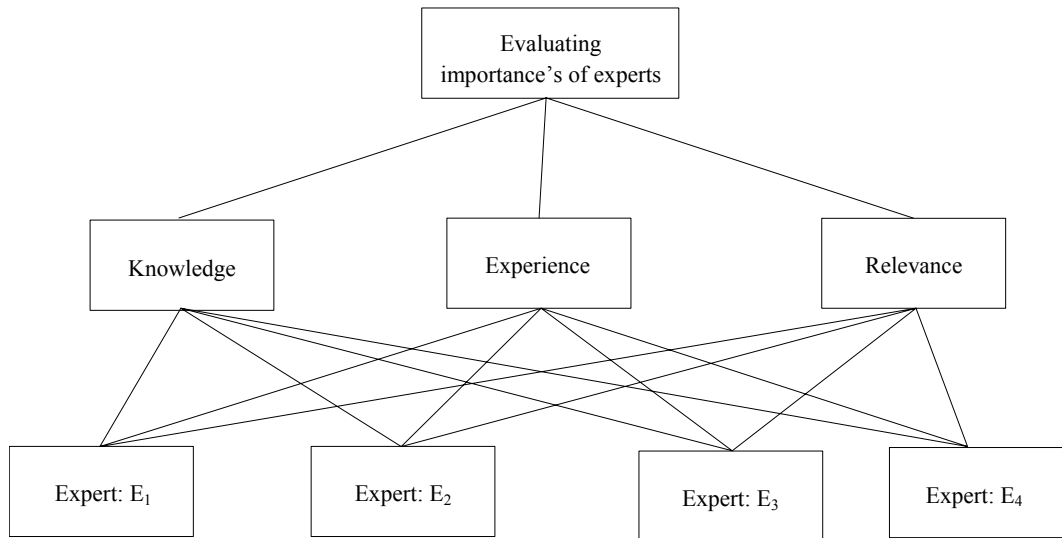 Evaluating
importance’s of experts
Knowledge
Experience
Relevance
Expert: E₁
Expert: E₂
Expert: E₃
Expert: E₄